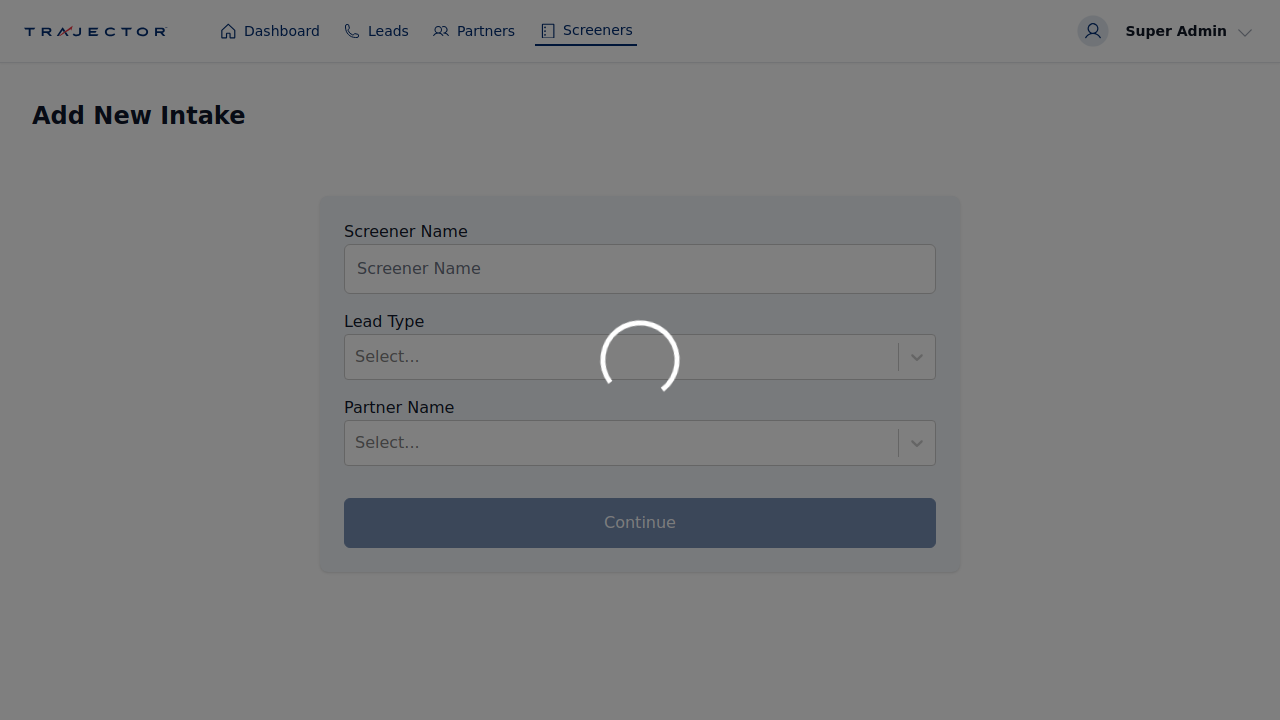 TRAJECTOR
Dashboard
Leads
Partners
Screeners
Super Admin
Add New Intake
Screener Name
Screener Name
Lead Type
Select...
Partner Name
Select...
Continue